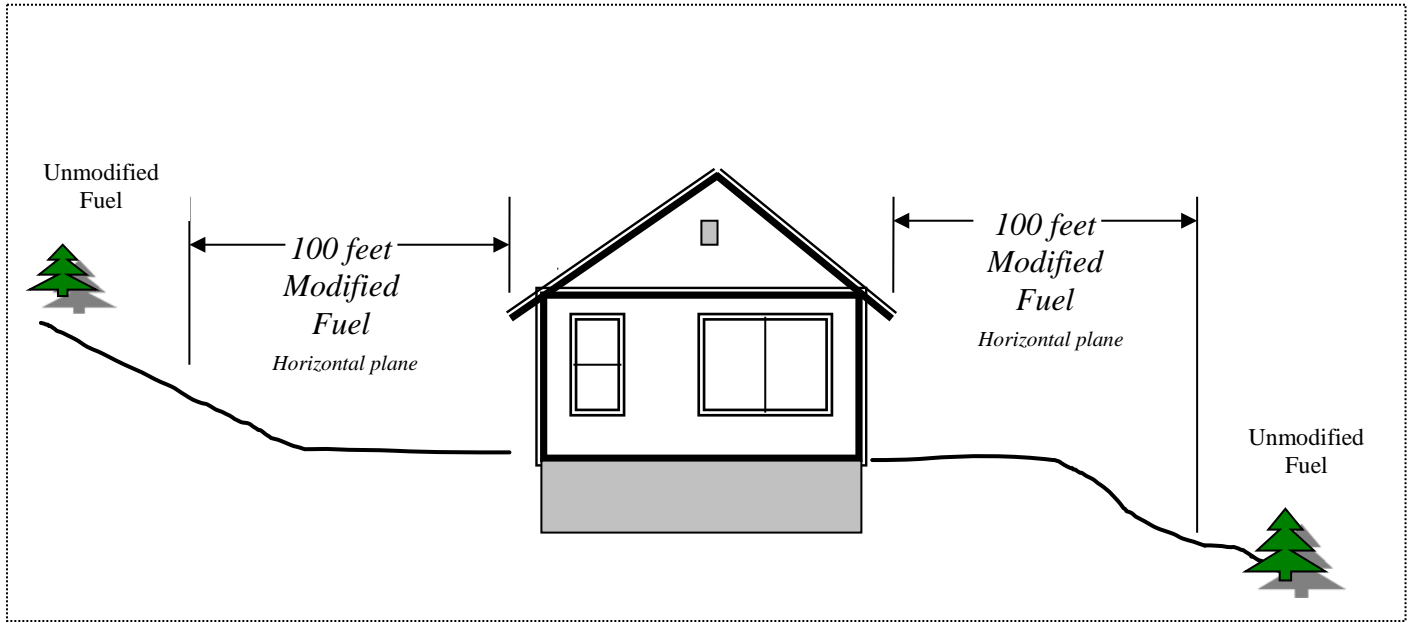 Unmodified
Fuel
100 feet
Modified
Fuel
Horizontal plane
100 feet
Modified
Fuel
Horizontal plane
Unmodified
Fuel